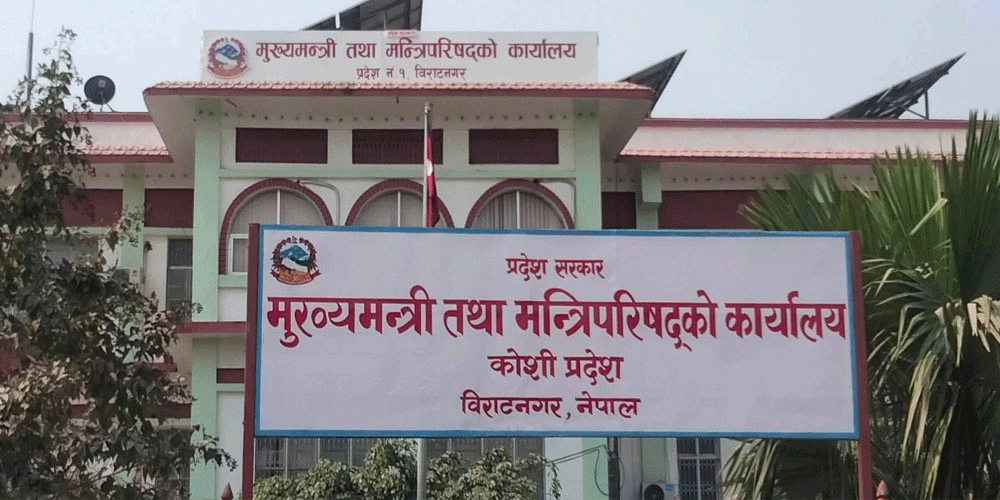 मुख्यमन्त्री तथा मन्त्रिपरिषद्को कार्यालय
प्रदेश नं १, विराटनगर
प्रदेश सरकार
मुख्यमन्त्री तथा मन्त्रिपरिषद्को कार्यालय
कोशी प्रदेश
विराटनगर, नेपाल